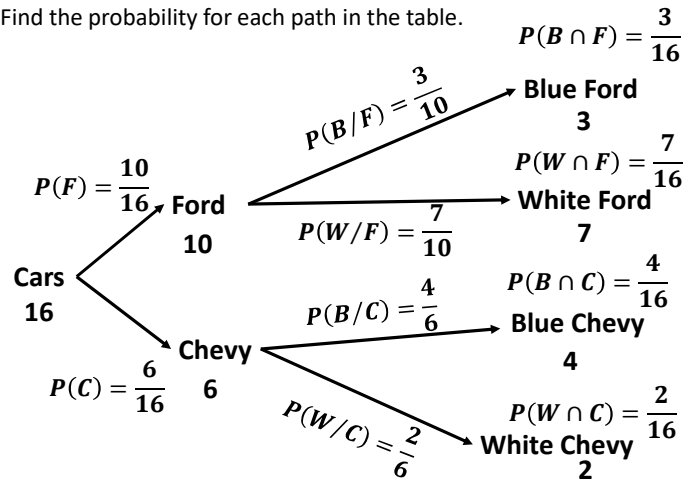 Find the probability for each path in the table.
P(B ∩ F) = 3/16
P(B/F) = 3/10
Blue Ford
3
P(F) = 10/16
P(W ∩ F) = 7/16
Ford
White Ford
10
P(W/F) = 7/10
7
Cars
16
P(B ∩ C) = 4/16
P(B/C) = 4/6
Blue Chevy
Chevy
4
P(C) = 6/16
6
P(W/C) = 2/6
P(W ∩ C) = 2/16
White Chevy
2